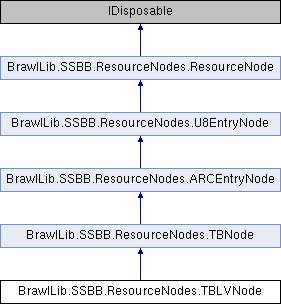 IDisposable
BrawlLib.SSBB.ResourceNodes.ResourceNode
BrawlLib.SSBB.ResourceNodes.U8EntryNode
BrawlLib.SSBB.ResourceNodes.ARCEntryNode
BrawlLib.SSBB.ResourceNodes.TBNode
BrawlLib.SSBB.ResourceNodes.TBLVNode